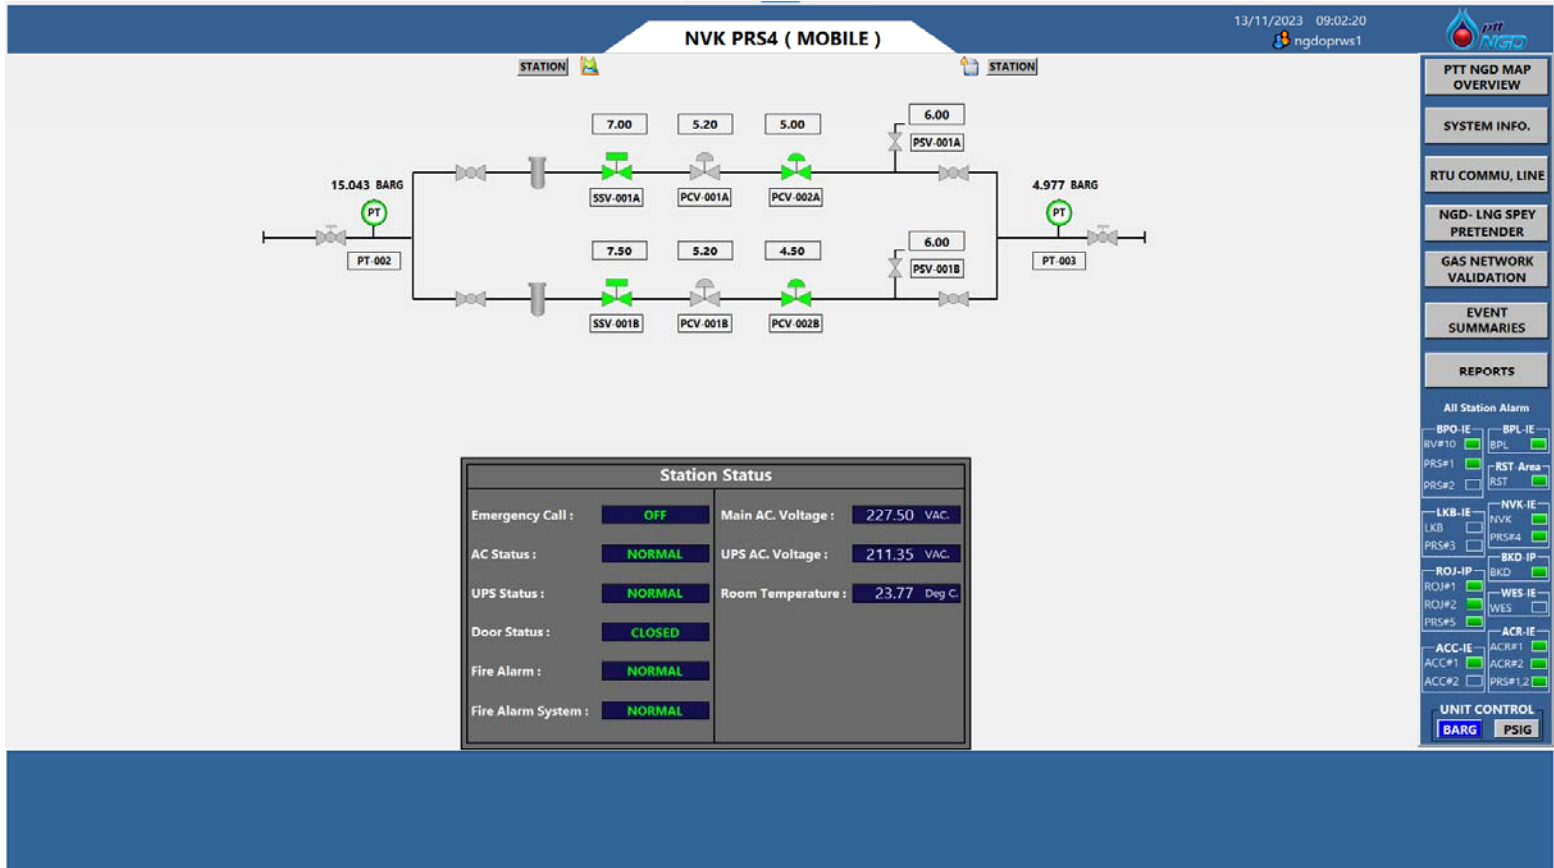 NVK PRS4 ( MOBILE )
13/11/2023 09:02:20
ngdoprws1
ptt
NGD
STATION
STATION
7.00
5.20
5.00
6.00
PSV-001A
15.043 BARG
PT
SSV-001A
PCV-001A
PCV-002A
4.977 BARG
PT
PT-002
7.50
5.20
4.50
6.00
PSV-001B
PT-003
SSV-001B
PCV-001B
PCV-002B
Station Status
Emergency Call : OFF
AC Status : NORMAL
UPS Status : NORMAL
Door Status : CLOSED
Fire Alarm : NORMAL
Fire Alarm System : NORMAL
Main AC. Voltage : 227.50 VAC.
UPS AC. Voltage : 211.35 VAC.
Room Temperature : 23.77 Deg C.
PTT NGD MAP
OVERVIEW
SYSTEM INFO.
RTU COMMU, LINE
NGD- LNG SPEY
PRETENDER
GAS NETWORK
VALIDATION
EVENT
SUMMARIES
REPORTS
All Station Alarm
BPO-IE
BV#10
PRS#1
PRS#2
BPL-IE
BPL
RST-Area
RST
LKB-IE
LKB
PRS#3
NVK-IE
NVK
PRS#4
BKD-IP
BKD
ROJ-IP
ROJ#1
ROJ#2
PRS#5
WES-IE
WES
ACC-IE
ACC#1
ACC#2
ACR-IE
ACR#1
ACR#2
PRS#1,2
UNIT CONTROL
BARG PSIG